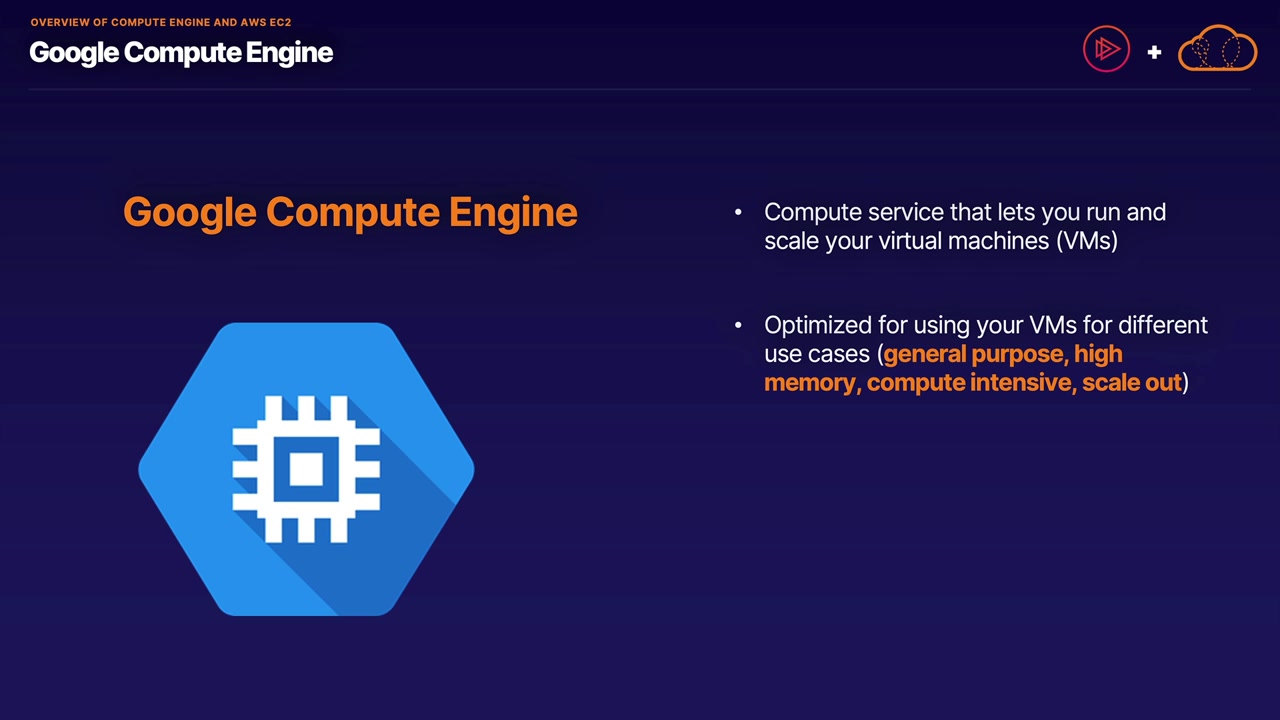 OVERVIEW OF COMPUTE ENGINE AND AWS EC2
Google Compute Engine
Google Compute Engine
• Compute service that lets you run and
scale your virtual machines (VMs)
• Optimized for using your VMs for different
use cases (general purpose, high
memory, compute intensive, scale out)